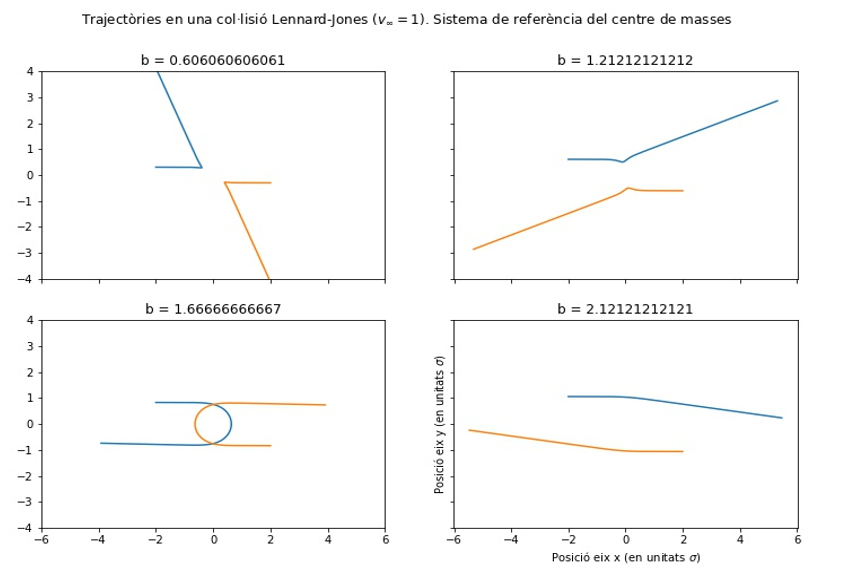 Trajectòries en una col·lisió Lennard-Jones (v∞ = 1). Sistema de referència del centre de masses
b = 0.606060606061
4
3
2
1
0
−1
−2
−3
−4
b = 1.21212121212
b = 1.66666666667
4
3
2
1
0
−1
−2
−3
−4
−6 −4 −2 0 2 4 6
b = 2.12121212121
Posició eix y (en unitats σ)
−6 −4 −2 0 2 4 6
Posició eix x (en unitats σ)